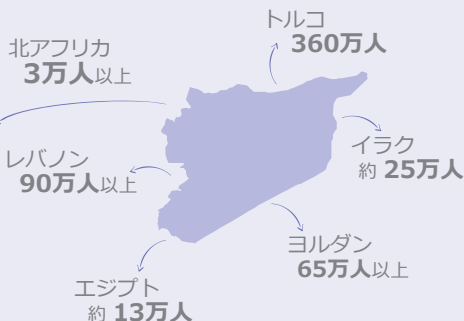 トルコ
360万人
北アフリカ
3万人以上
イラク
約 25万人
レバノン
90万人以上
ヨルダン
65万人以上
エジプト
約 13万人